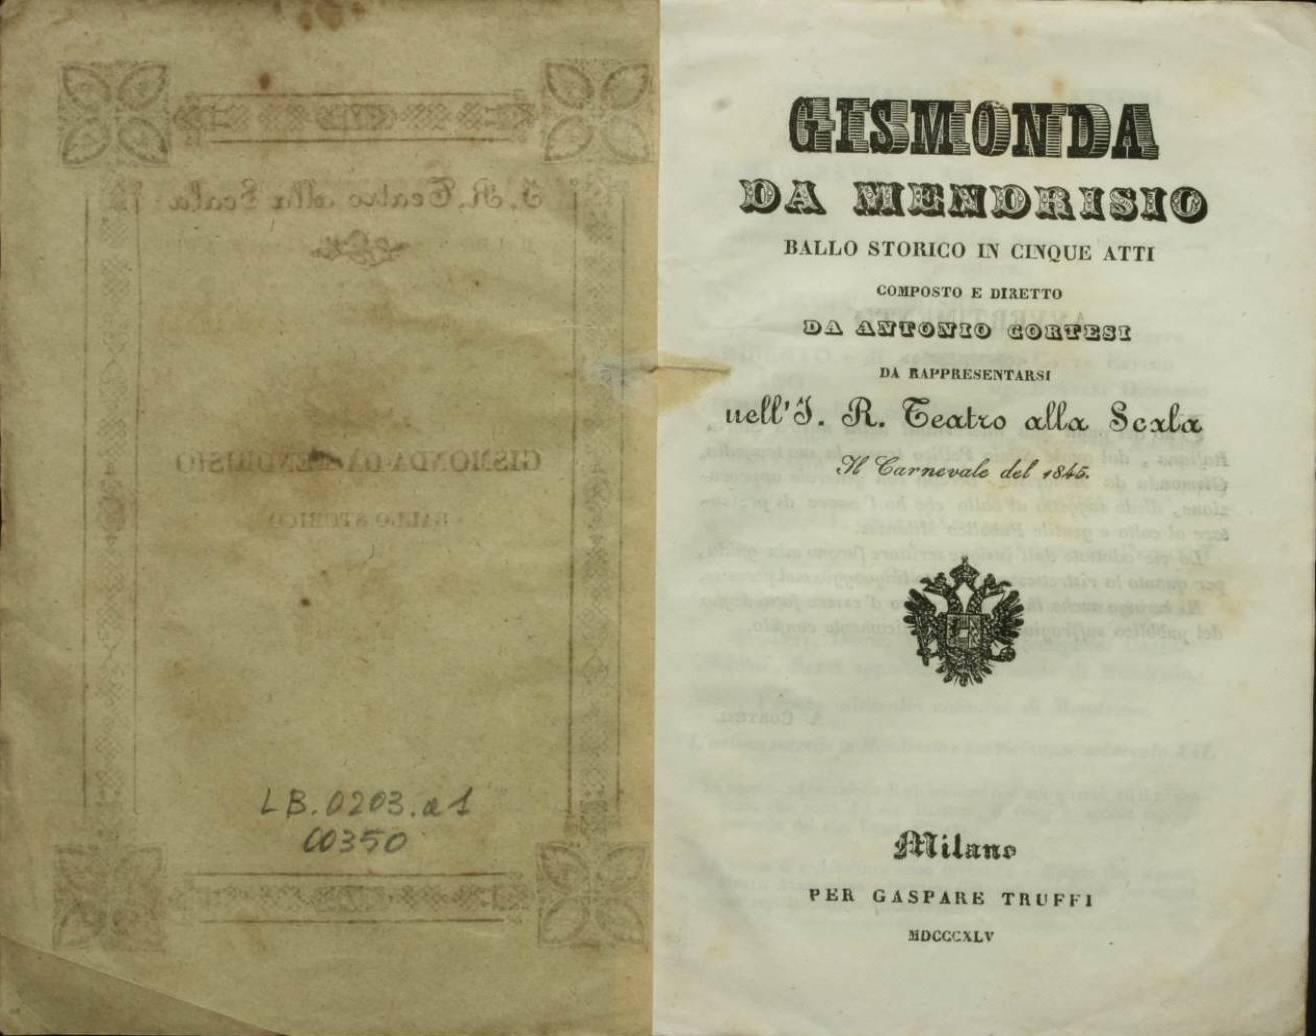 I. R. Teatro alla Scala
GISMONDA DA MENDRISIO
BALLO STORICO
LB.0203.a1
CO350
GISMONDA
DA MENDRISIO
BALLO STORICO IN CINQUE ATTI
COMPOSTO E DIRETTO
DA ANTONIO CORTESI
DA RAPPRESENTARSI
nell'I. R. Teatro alla Scala
Il Carnevale del 1845.
Milano
PER GASPARE TRUFFI
MDCCCXLV